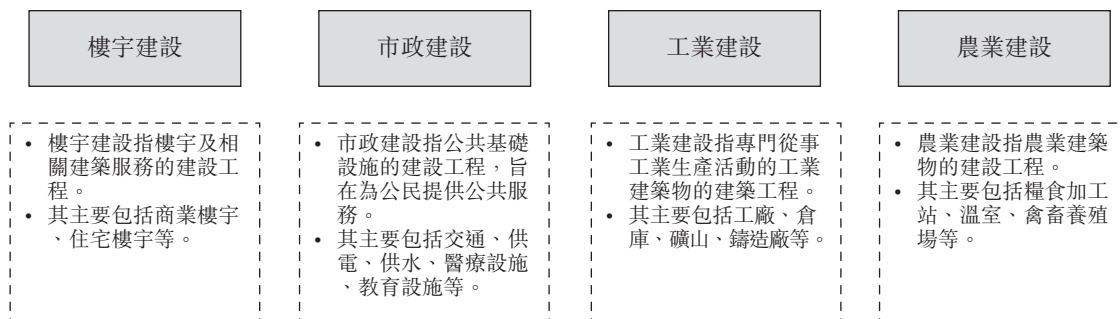 樓宇建設
市政建設
工業建設
農業建設
• 樓宇建設指樓宇及相
關建築服務的建設工
程。
• 其主要包括商業樓宇
、住宅樓宇等。
• 市政建設指公共基礎
設施的建設工程，旨
在為公民提供公共服
務。
• 其主要包括交通、供
電、供水、醫療設施
、教育設施等。
• 工業建設指專門從事
工業生產活動的工業
建築物的建築工程。
• 其主要包括工廠、倉
庫、礦山、鑄造廠等。
• 農業建設指農業建築
物的建設工程。
• 其主要包括糧食加工
站、溫室、禽畜養殖
場等。